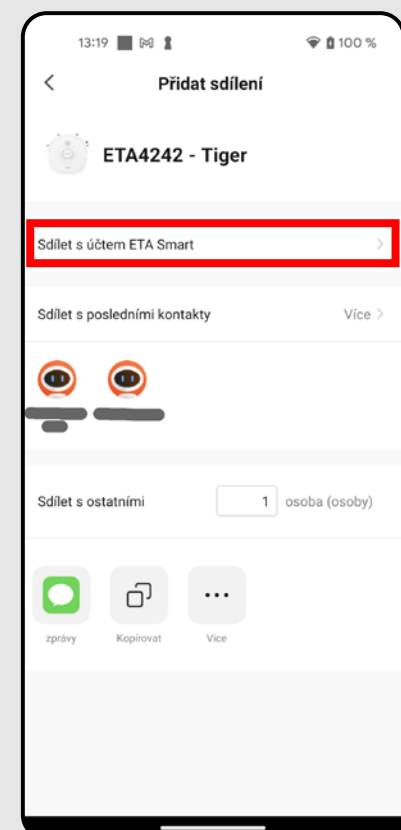 13:19 100 %
Přidat sdílení
ETA4242 - Tiger
Sdílet s účtem ETA Smart
Sdílet s posledními kontakty Více
Sdílet s ostatními 1 osoba (osoby)
zprávy Kopírovat Více